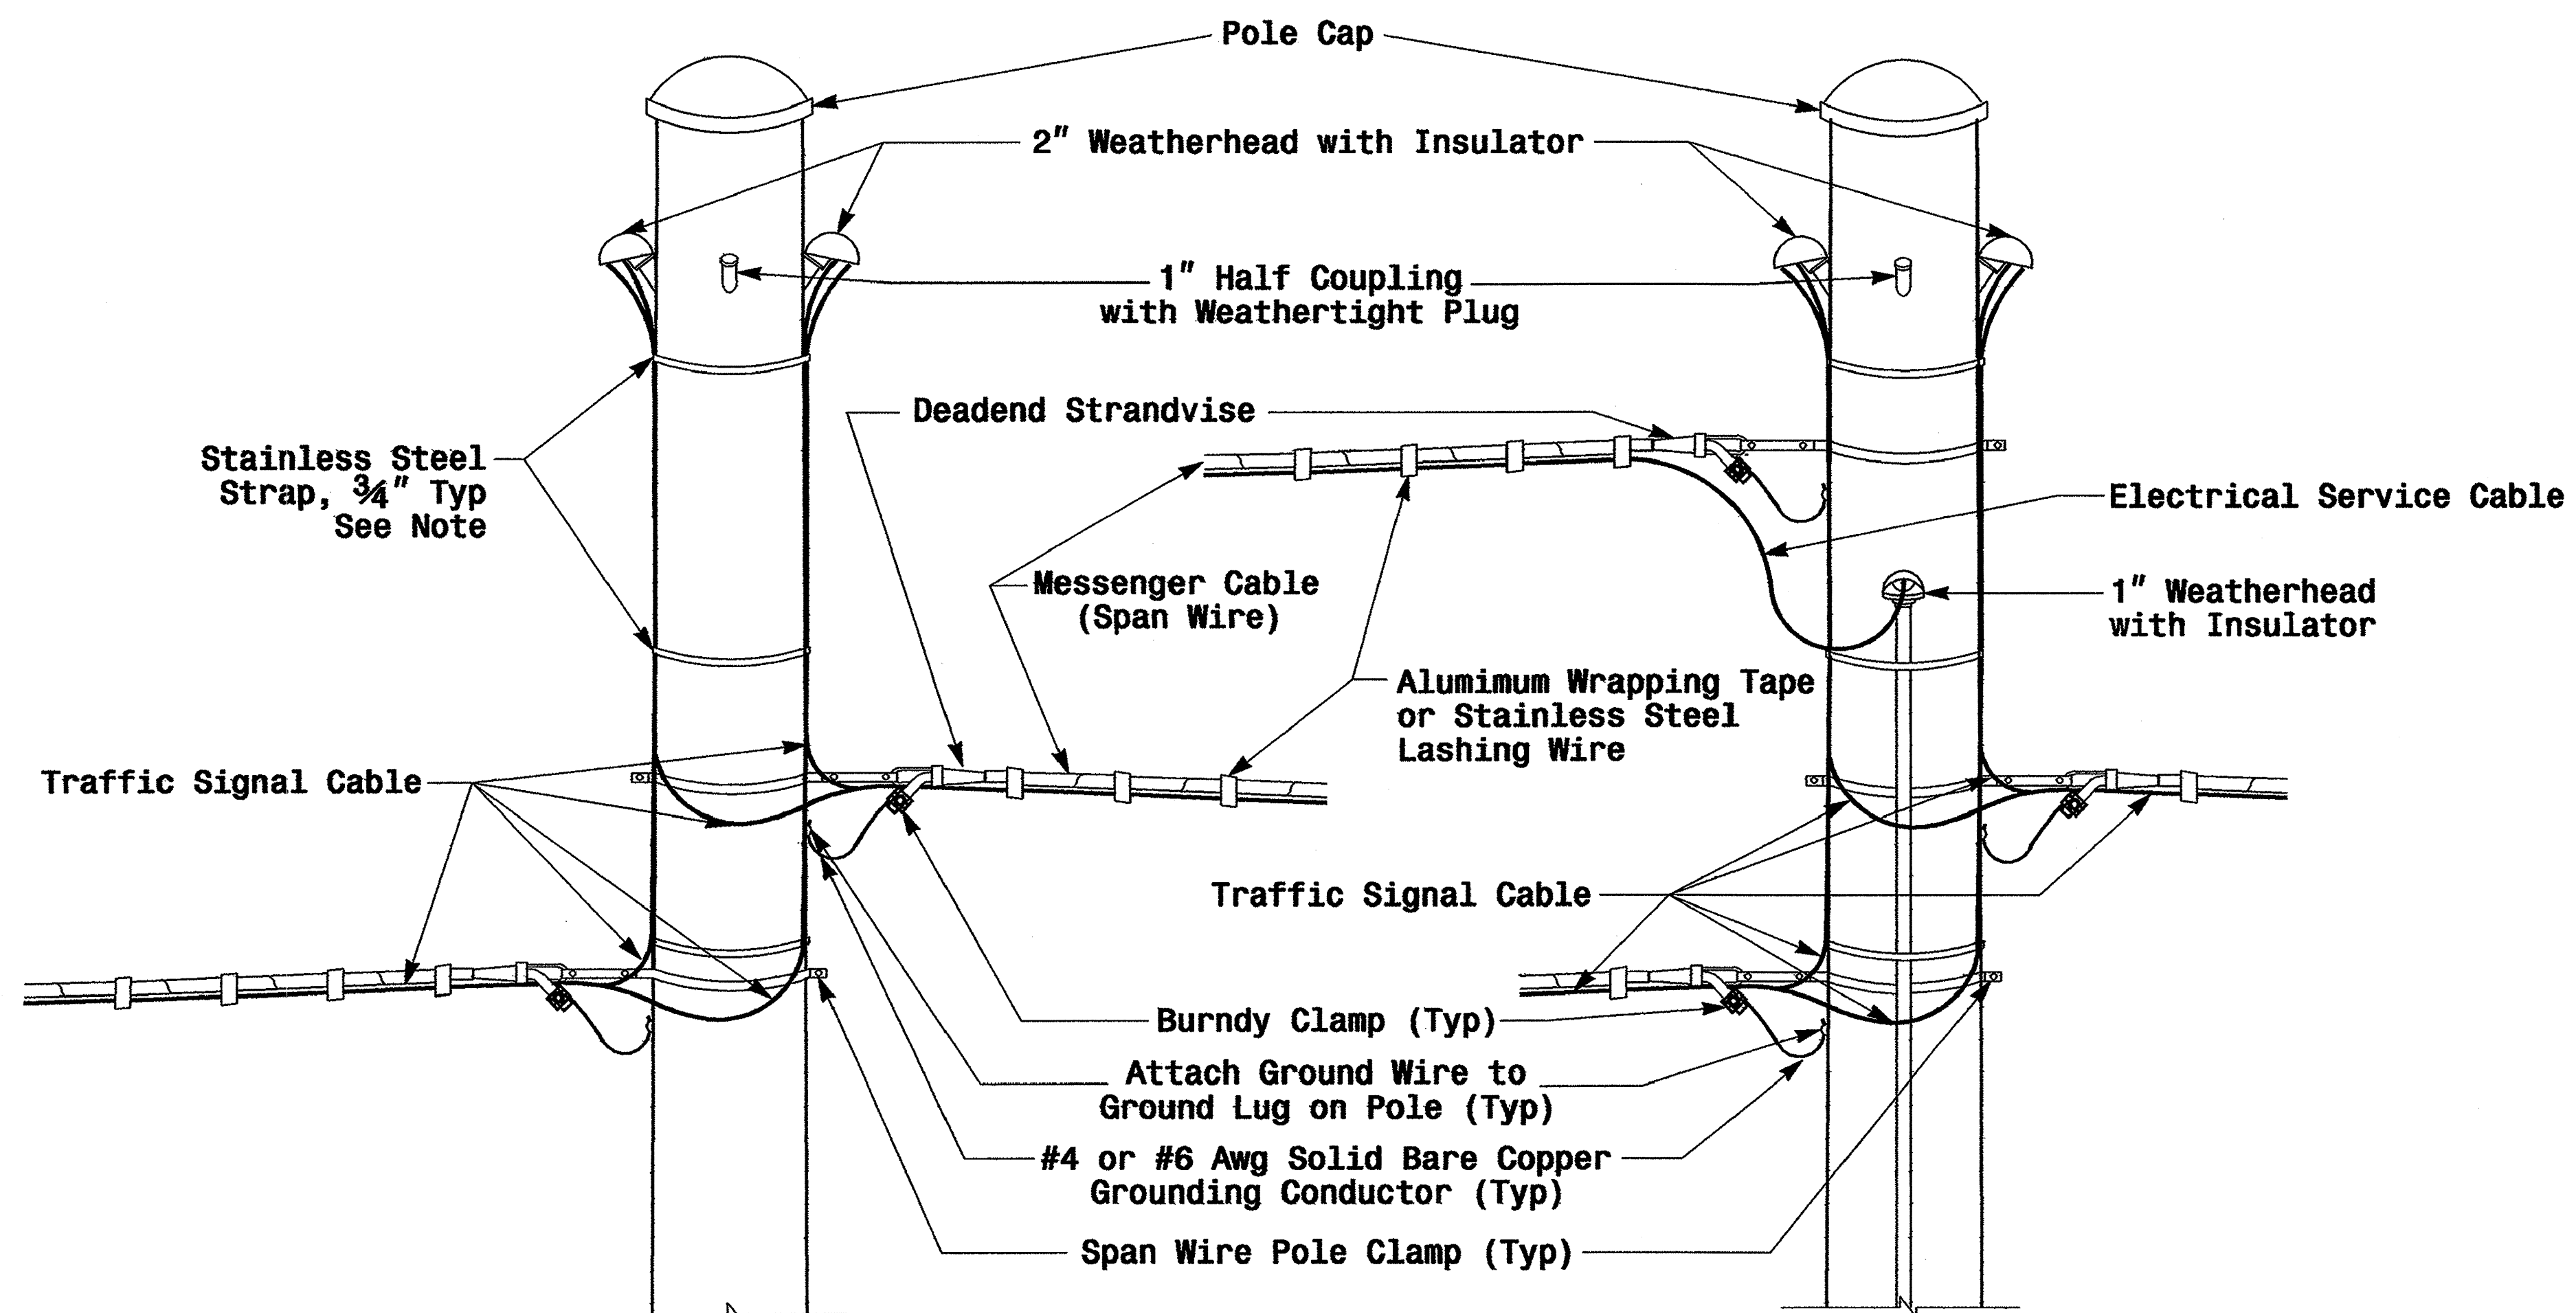 Pole Cap
2" Weatherhead with Insulator
1" Half Coupling
with Weathertight Plug
Deadend Strandvise
Stainless Steel
Strap, ¾" Typ
See Note
Electrical Service Cable
Messenger Cable
(Span Wire)
1" Weatherhead
with Insulator
Alumimum Wrapping Tape
or Stainless Steel
Lashing Wire
Traffic Signal Cable
Traffic Signal Cable
Burndy Clamp (Typ)
Attach Ground Wire to
Ground Lug on Pole (Typ)
#4 or #6 Awg Solid Bare Copper
Grounding Conductor (Typ)
Span Wire Pole Clamp (Typ)